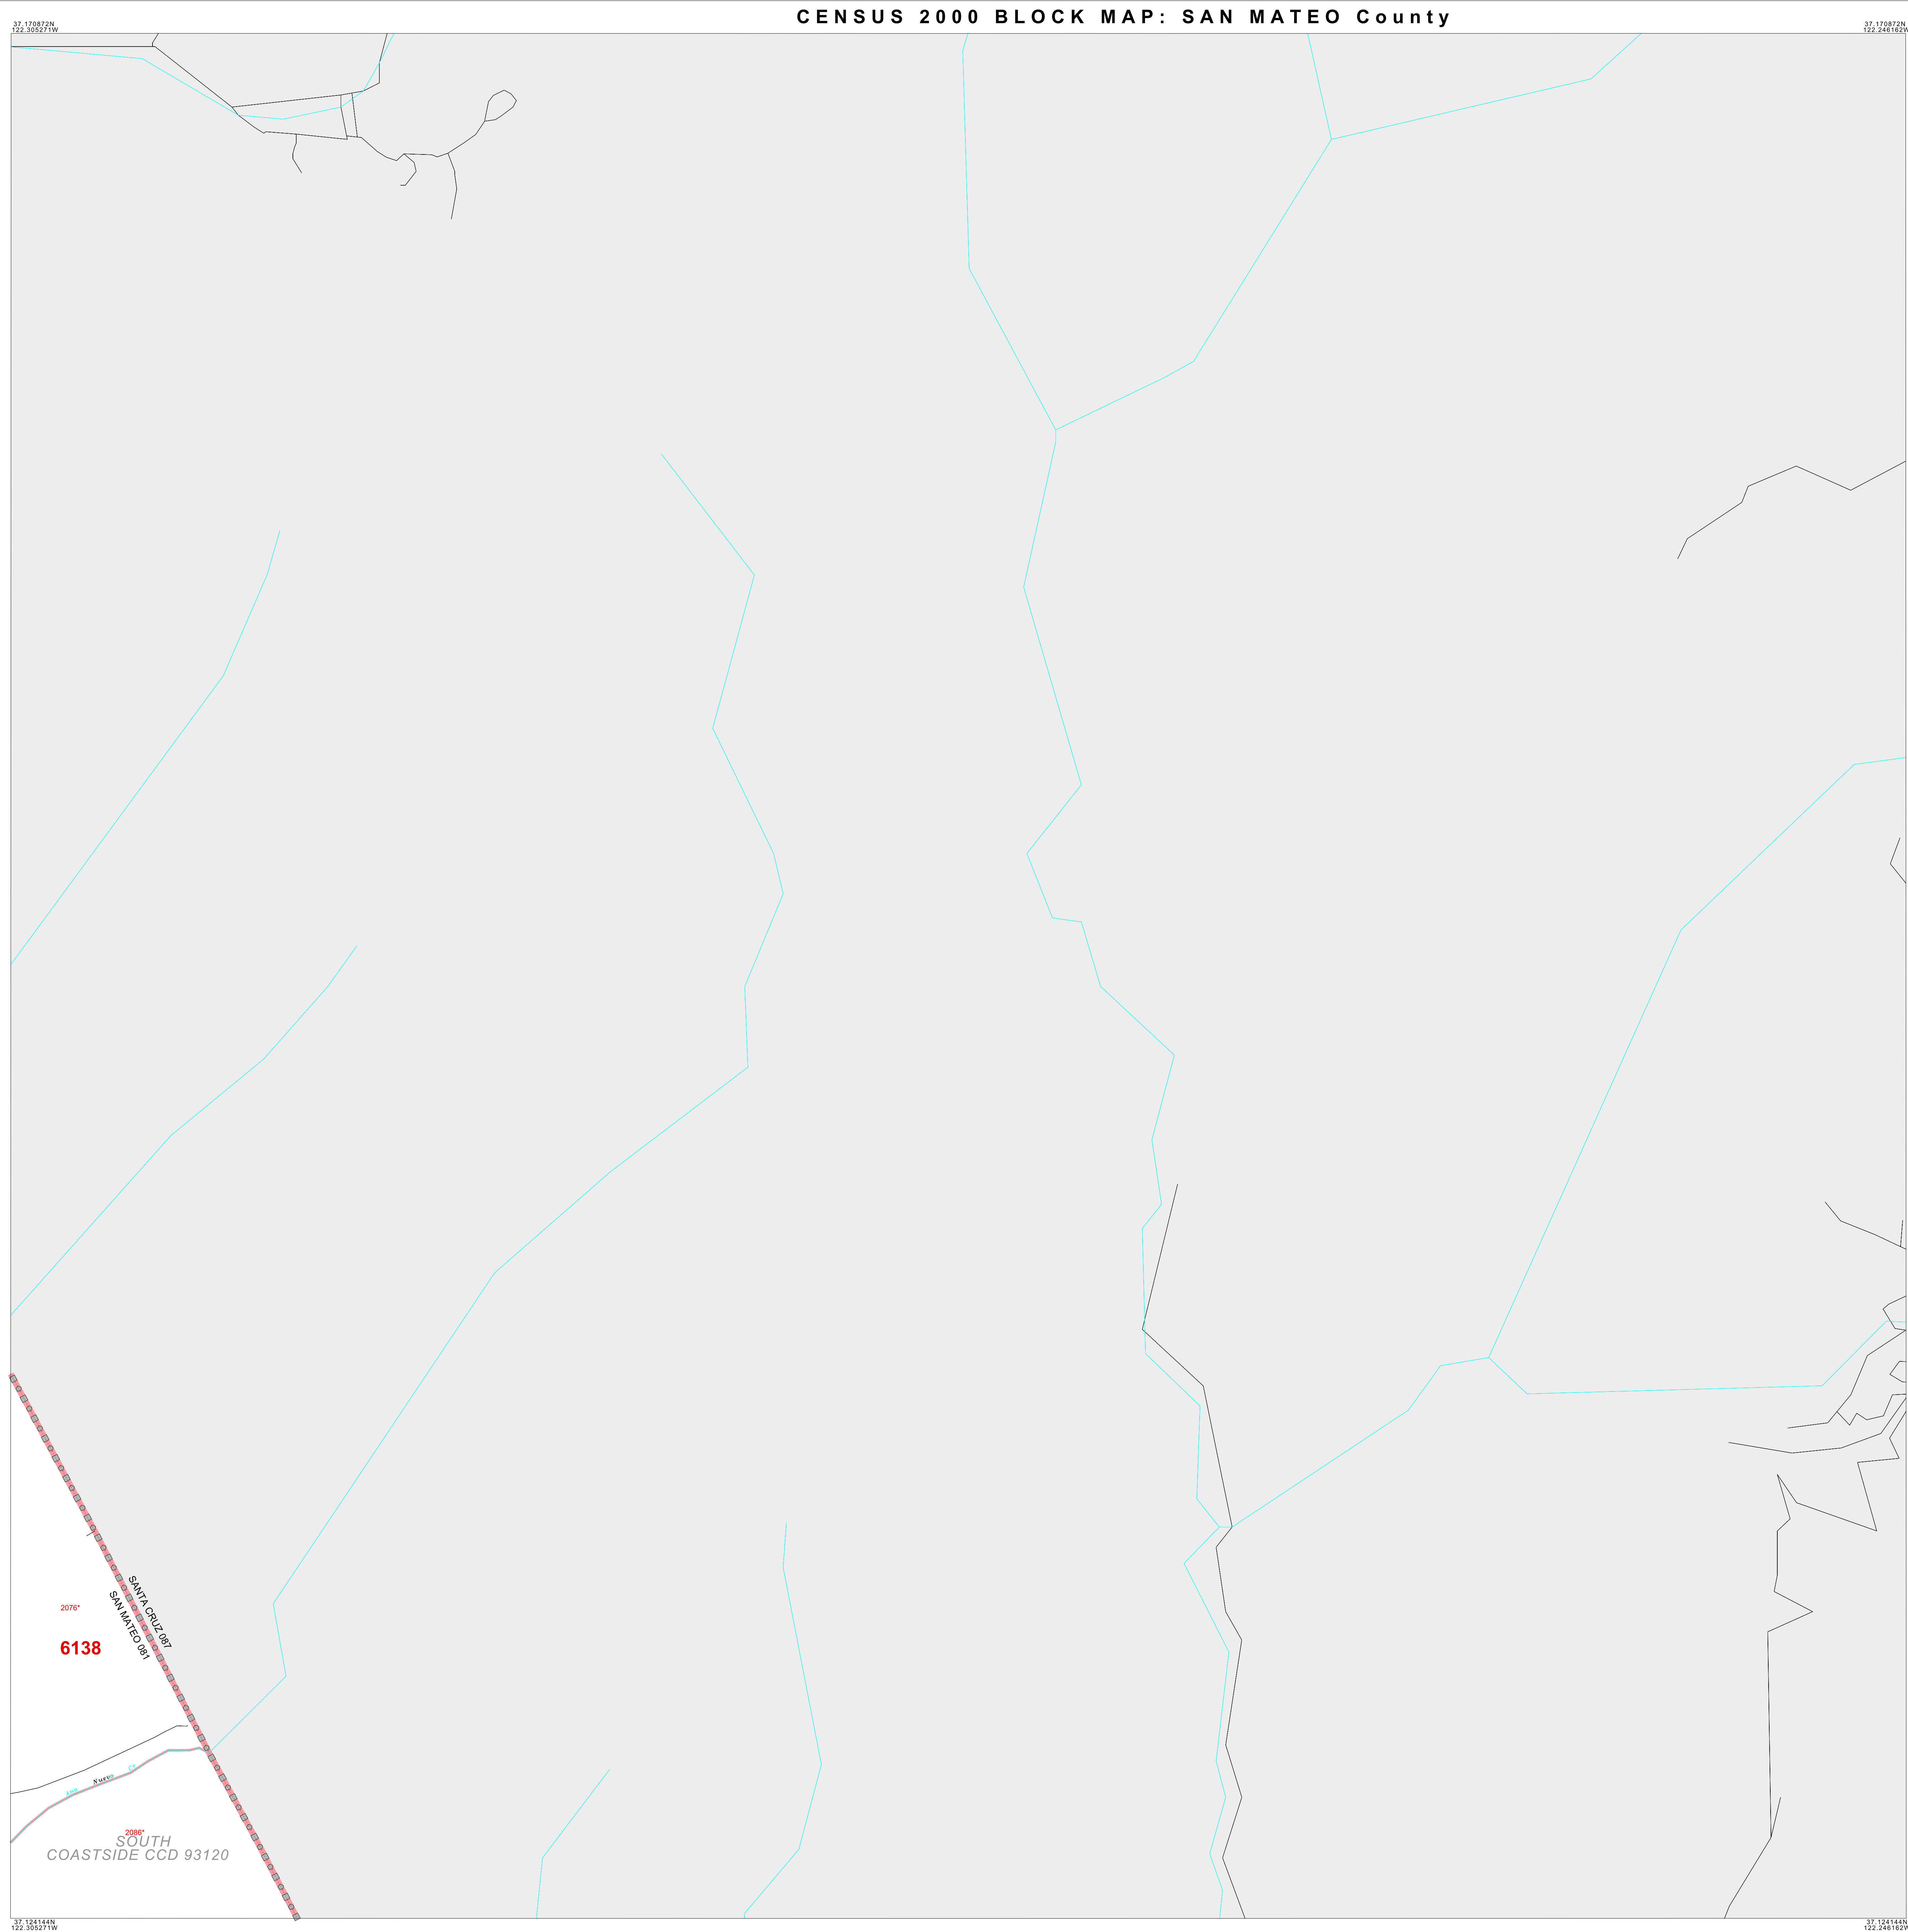 CENSUS 2000 BLOCK MAP: SAN MATEO County
37.170872N
122.305271W
37.170872N
122.246162W
SANTA CRUZ 087
SAN MATEO 081
2076*
6138
Nuevo
2086*
SOUTH
COASTSIDE CCD 93120
37.124144N
122.305271W
37.124144N
122.246162W